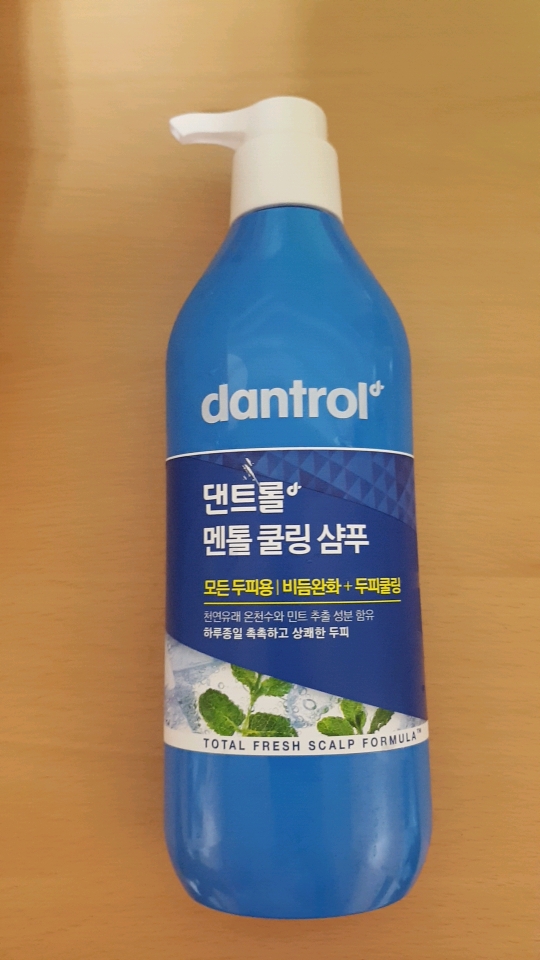 dantrol
댄트롤
멘톨 쿨링 샴푸
모든 두피용 | 비듬완화 + 두피쿨링
천연유래 온천수와 민트 추출 성분 함유
하루종일 촉촉하고 상쾌한 두피
TOTAL FRESH SCALP FORMULA™